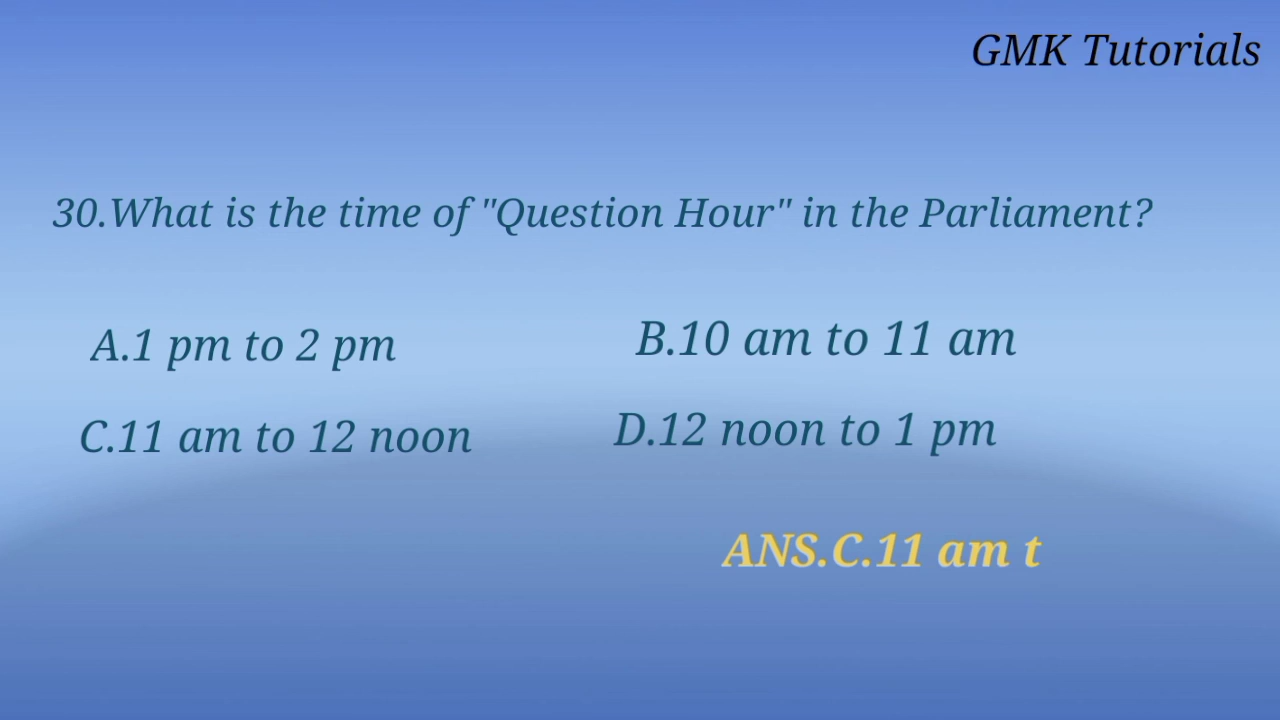 GMK Tutorials
30.What is the time of "Question Hour" in the Parliament?
A.1 pm to 2 pm
B.10 am to 11 am
C.11 am to 12 noon
D.12 noon to 1 pm
ANS.C.11 am t